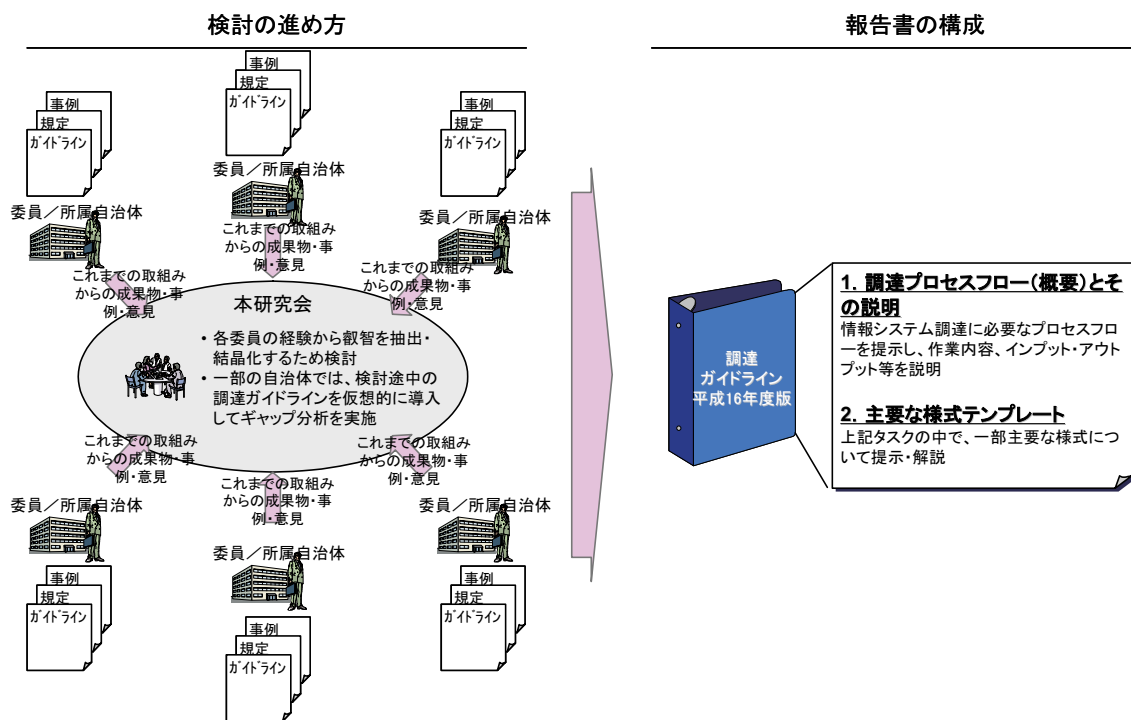 検討の進め方
報告書の構成
事例
規定
ガイドライン
委員／所属自治体
これまでの取組み
からの成果物・事
例・意見
事例
規定
ガイドライン
委員／所属自治体
これまでの取組み
からの成果物・事
例・意見
事例
規定
ガイドライン
委員／所属自治体
これまでの取組み
からの成果物・事
例・意見
本研究会
・各委員の経験から叡智を抽出・
結晶化するため検討
・一部の自治体では、検討途中の
調達ガイドラインを仮想的に導入
してギャップ分析を実施
これまでの取組み
からの成果物・事
例・意見
委員／所属自治体
事例
規定
ガイドライン
これまでの取組み
からの成果物・事
例・意見
委員／所属自治体
事例
規定
ガイドライン
これまでの取組み
からの成果物・事
例・意見
委員／所属自治体
事例
規定
ガイドライン
調達
ガイドライン
平成16年度版
1. 調達プロセスフロー（概要）とそ
の説明
情報システム調達に必要なプロセスフロ
ーを提示し、作業内容、インプット・アウト
プット等を説明
2. 主要な様式テンプレート
上記タスクの中で、一部主要な様式につ
いて提示・解説